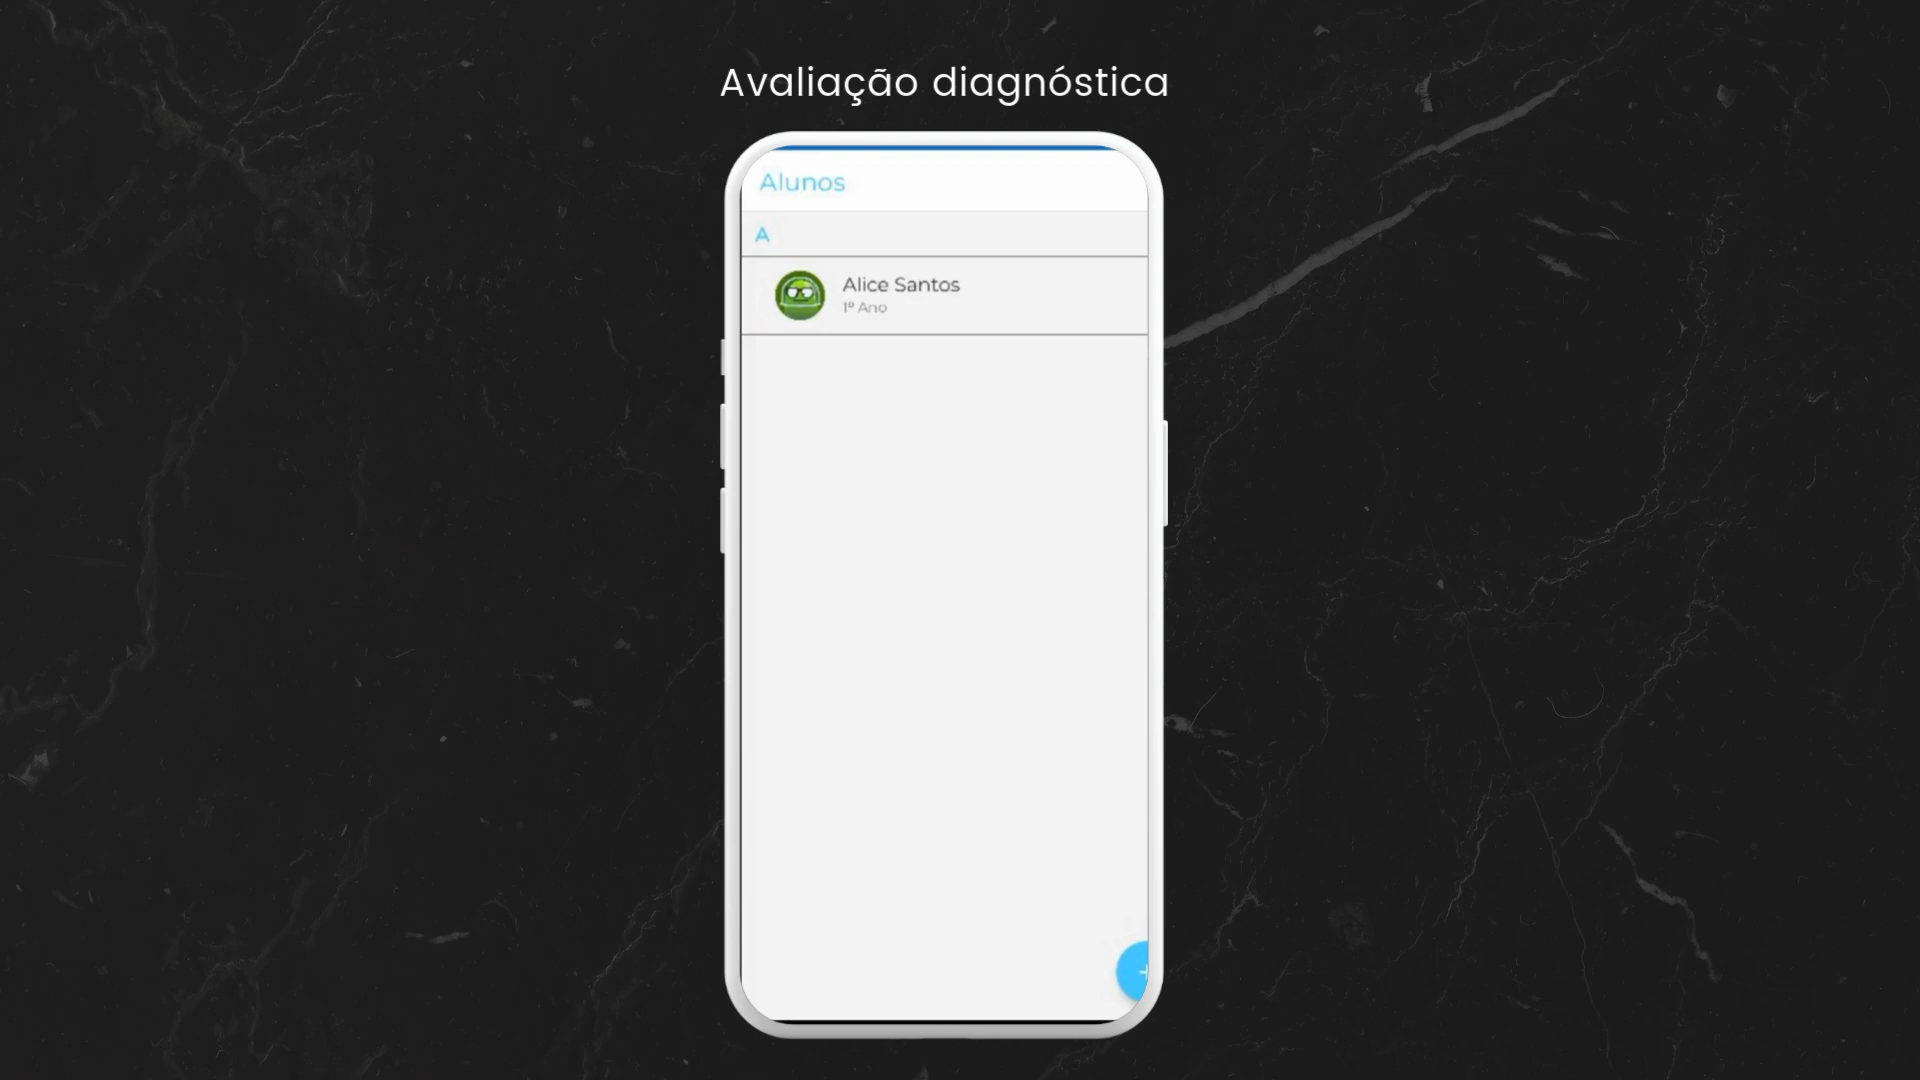 Avaliação diagnóstica
Alunos
A
Alice Santos
1º Ano
+